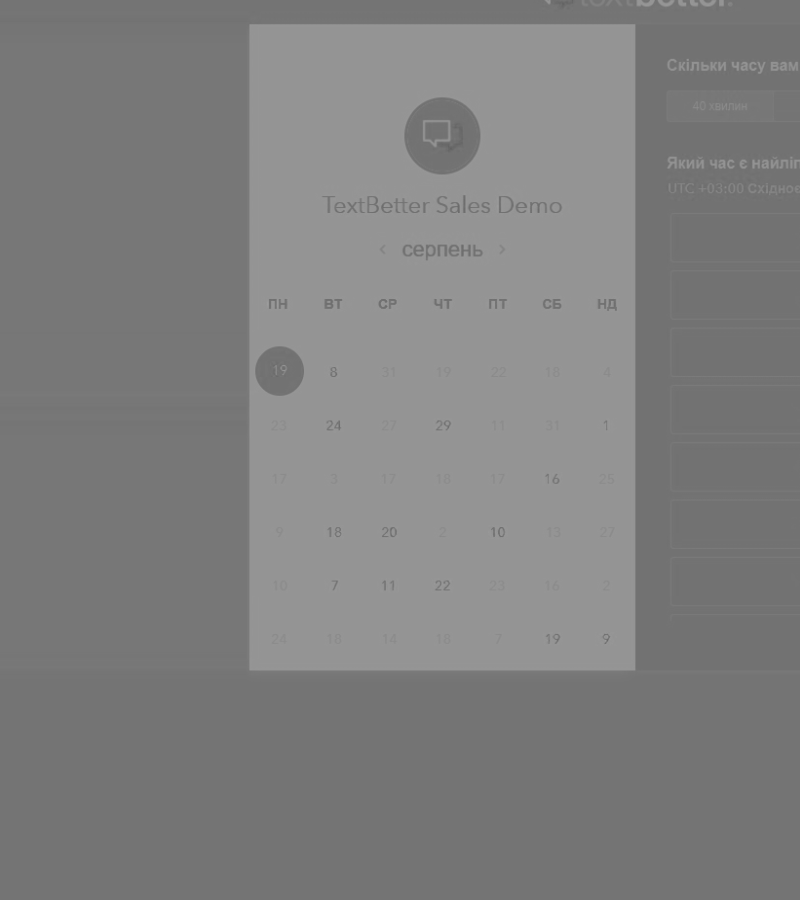 textbetter.
TextBetter Sales Demo
серпень
ПН ВТ СР ЧТ ПТ СБ НД
19 8 31 19 22 18 4
23 24 27 29 11 31 1
17 3 17 18 17 16 25
9 18 20 2 10 13 27
10 7 11 22 23 16 2
24 18 14 18 7 19 9
Скільки часу вам
40 хвилин
Який час є
UTC +03:00